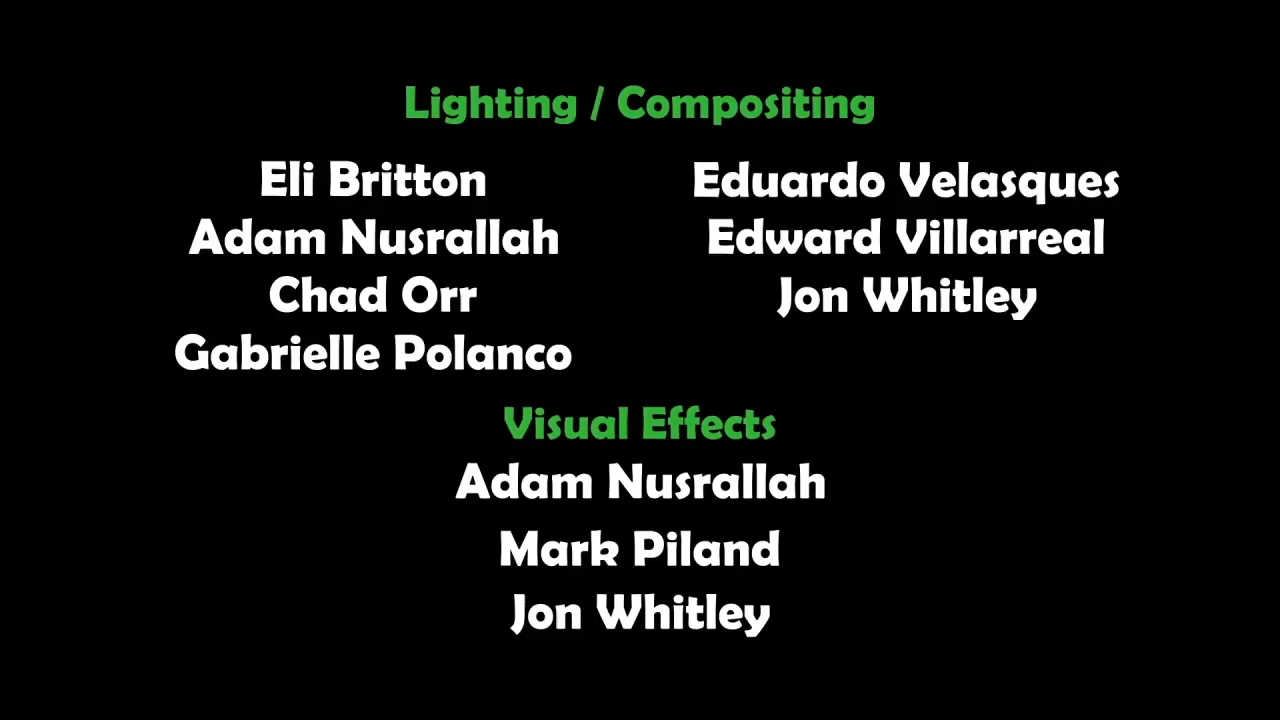 Lighting / Compositing
Eli Britton
Adam Nusrallah
Chad Orr
Gabrielle Polanco
Eduardo Velasques
Edward Villarreal
Jon Whitley
Visual Effects
Adam Nusrallah
Mark Piland
Jon Whitley